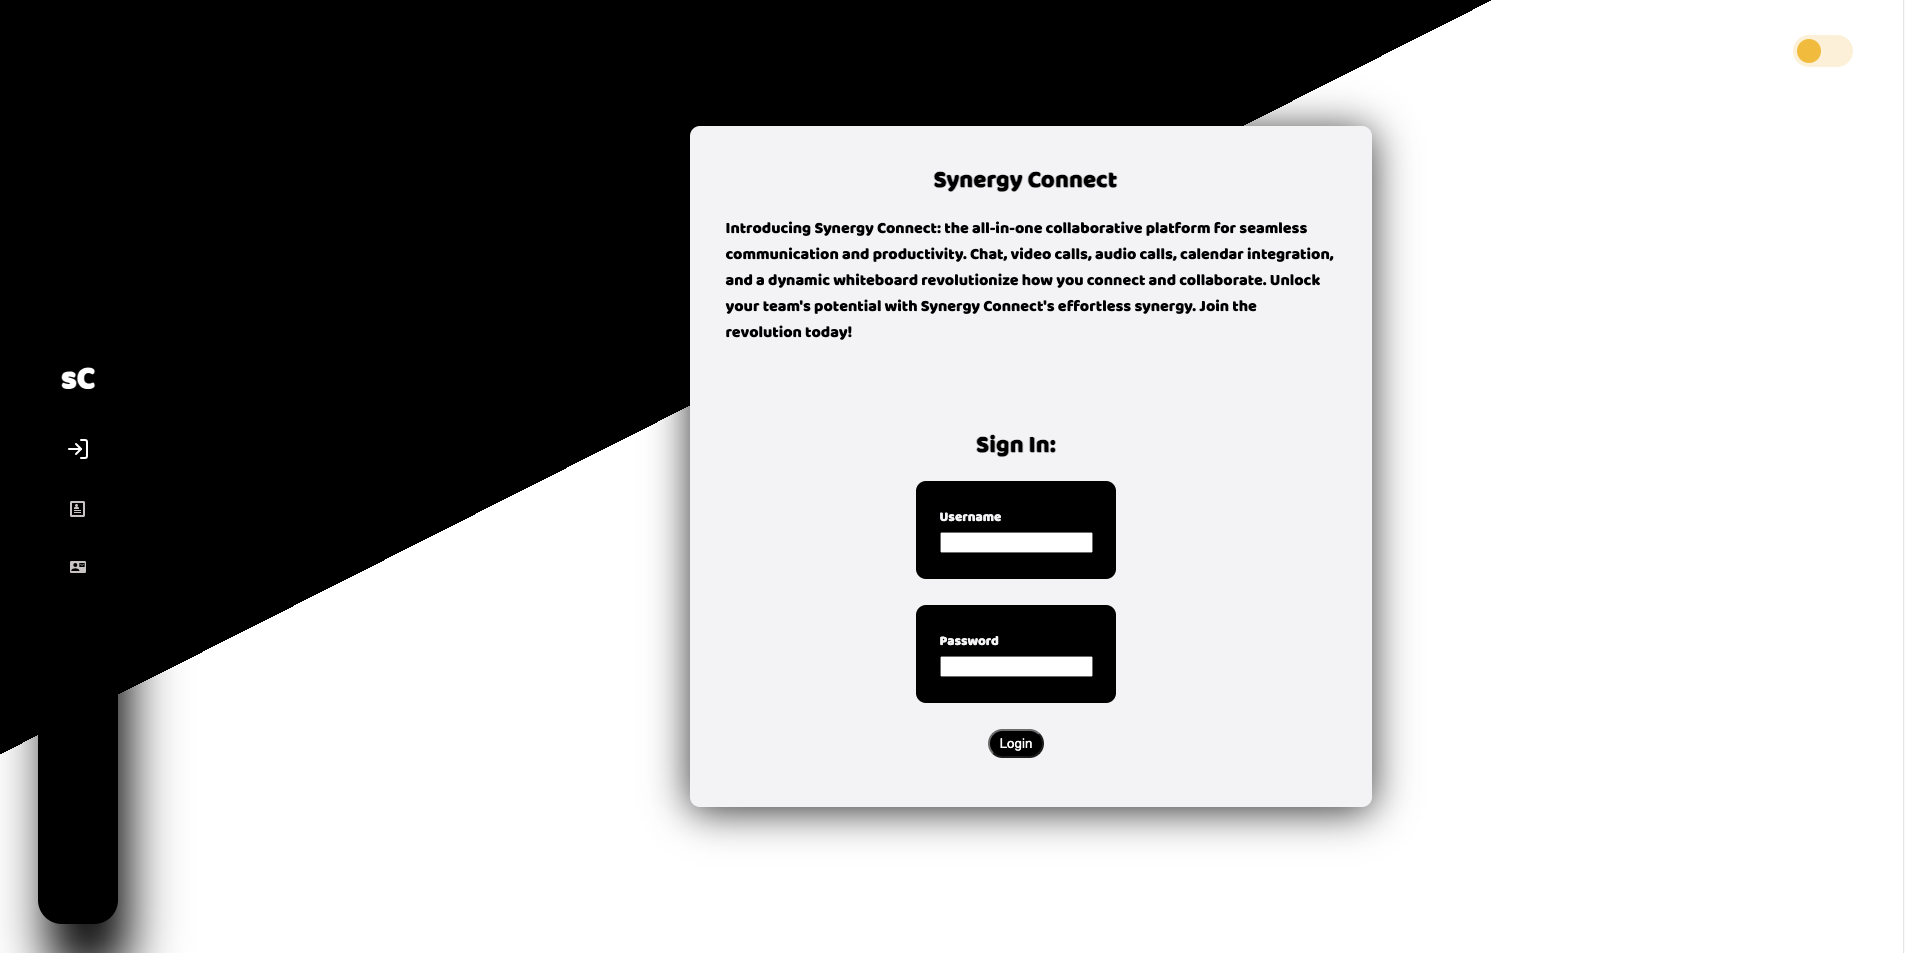 Synergy Connect
Introducing Synergy Connect: the all-in-one collaborative platform for seamless
communication and productivity. Chat, video calls, audio calls, calendar integration,
and a dynamic whiteboard revolutionize how you connect and collaborate. Unlock
your team's potential with Synergy Connect's effortless synergy. Join the
revolution today!
sC
Sign In:
Username
Password
Login